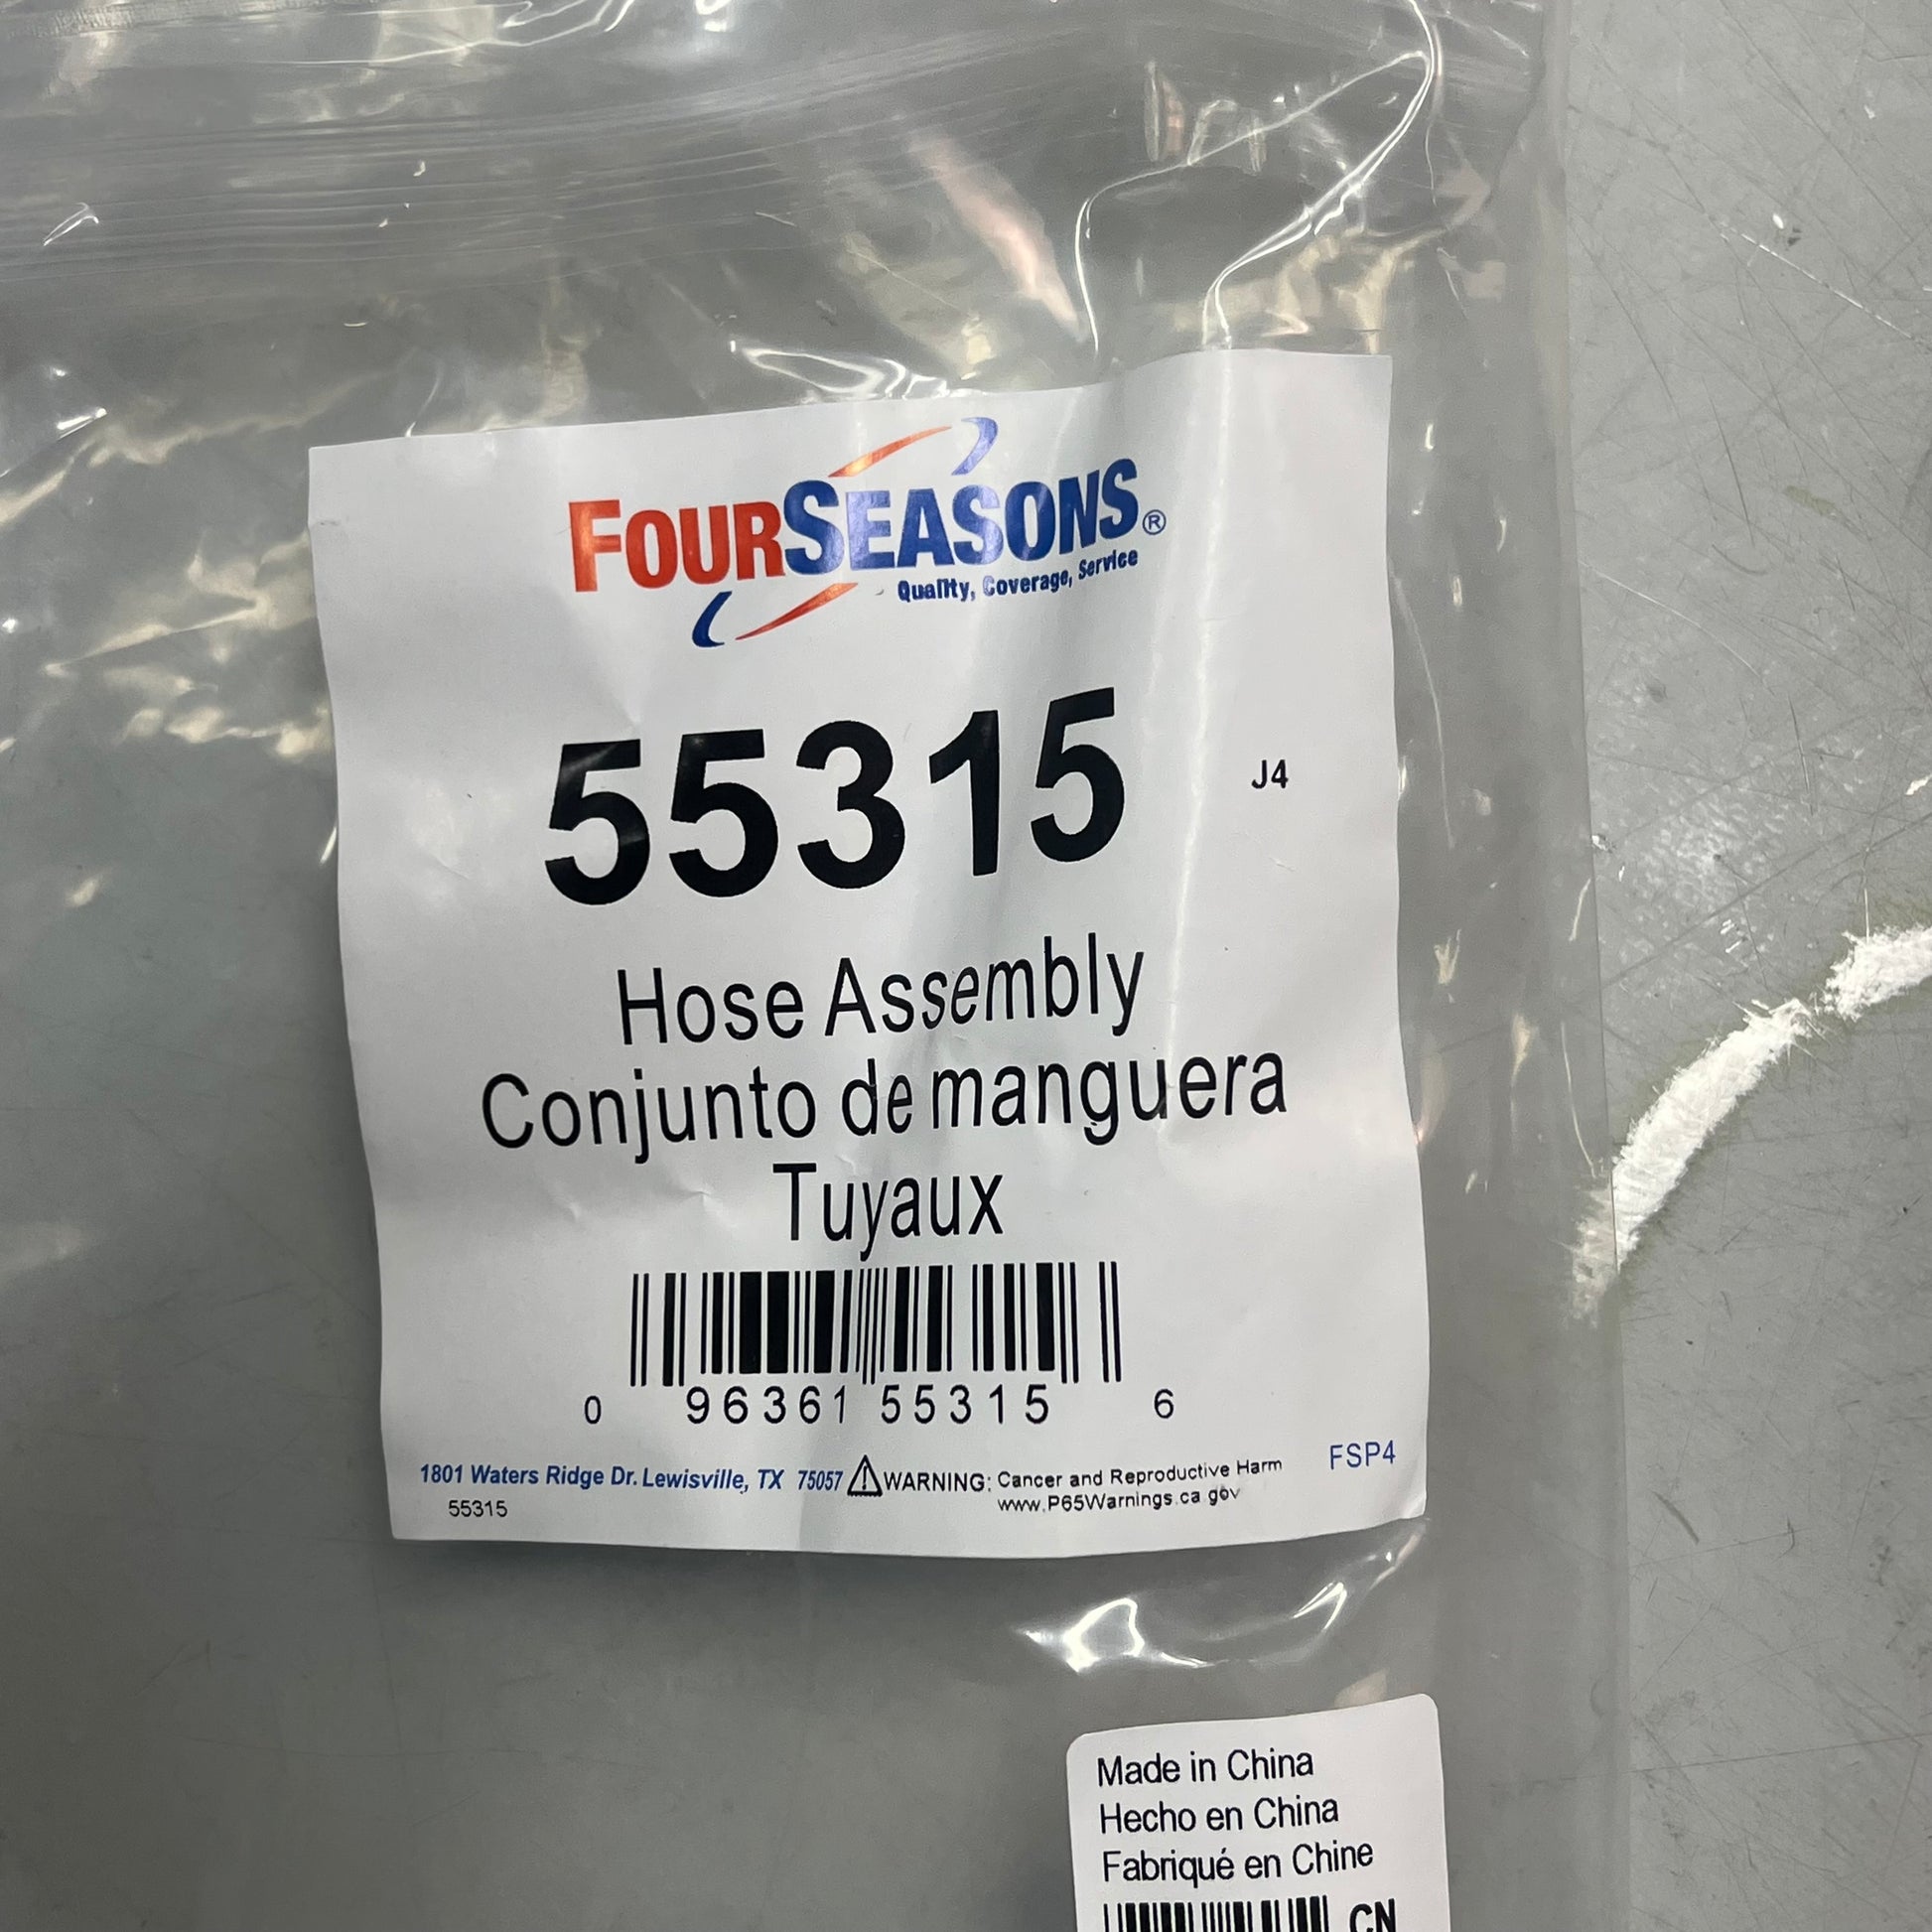 FOURSEASONS®
Quality, Coverage, Service
55315
J4
Hose Assembly
Conjunto de manguera
Tuyaux
0 96361 55315 6
1801 Waters Ridge Dr. Lewisville, TX 75057 WARNING: Cancer and Reproductive Harm
www.P65Warnings.ca.gov
FSP4
55315
Made in China
Hecho en China
Fabriqué en Chine
CN